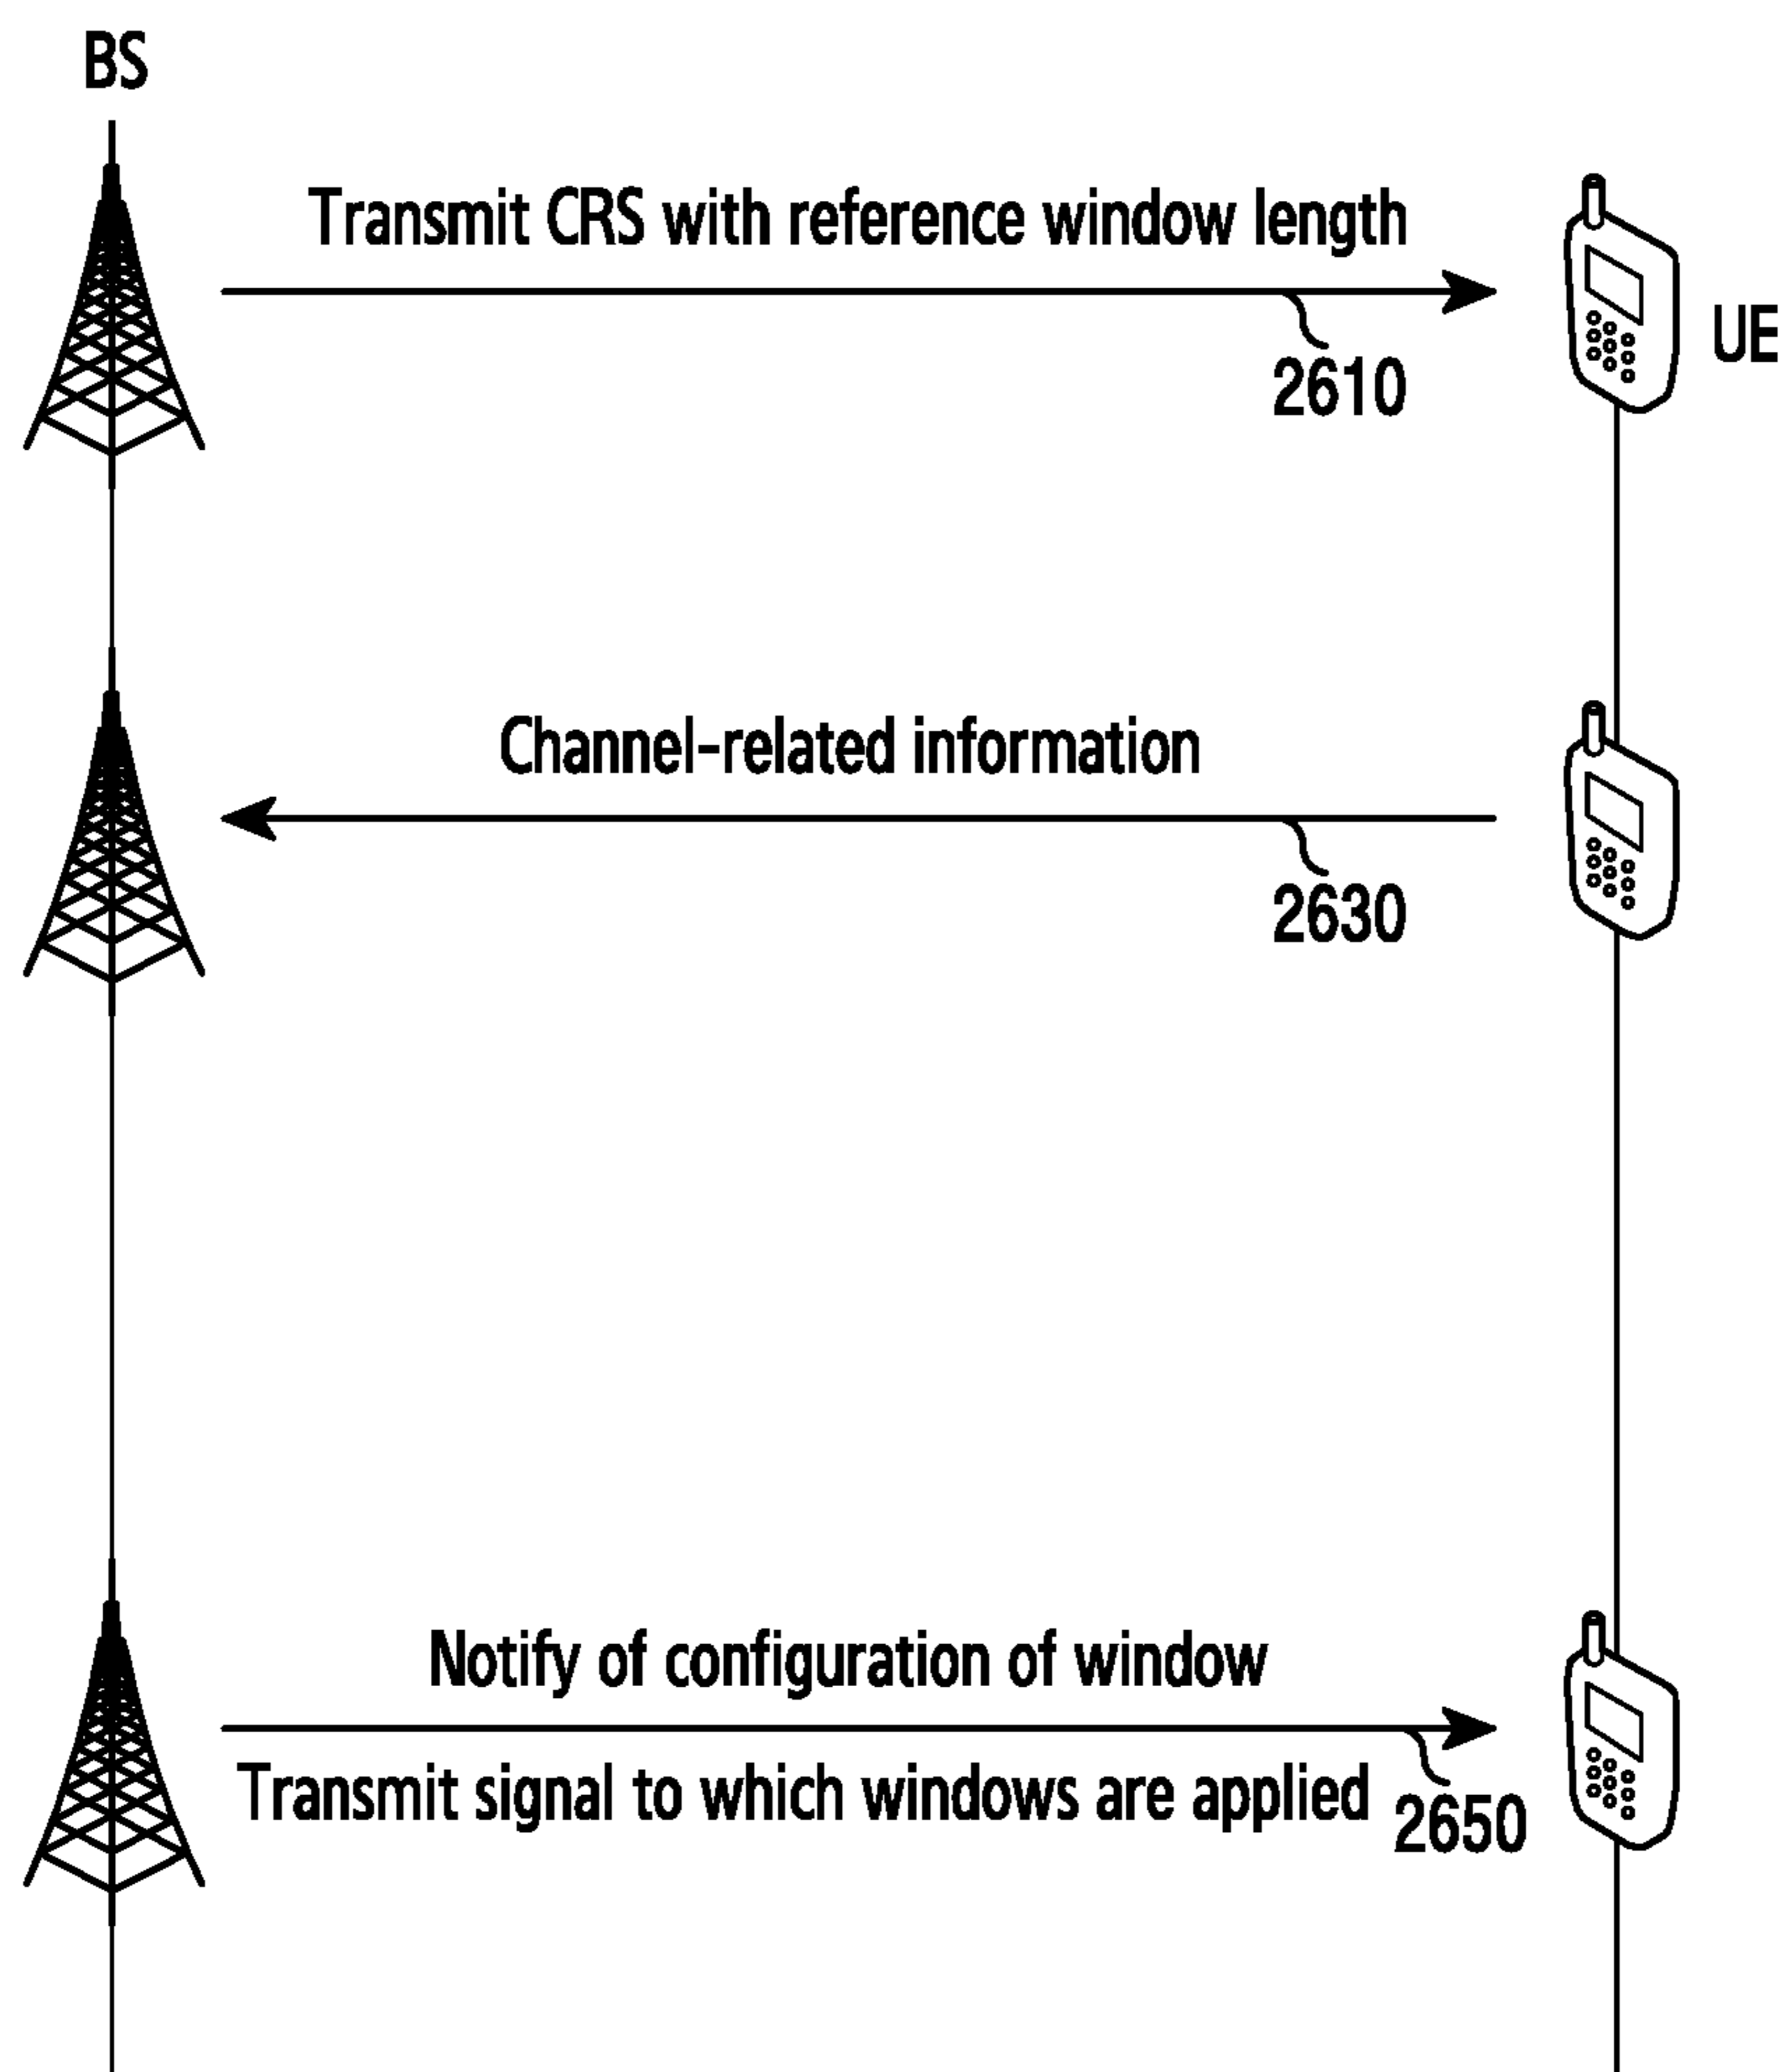 BS
Transmit CRS with reference window length
2610
UE
Channel-related information
2630
Notify of configuration of window
Transmit signal to which windows are applied
2650